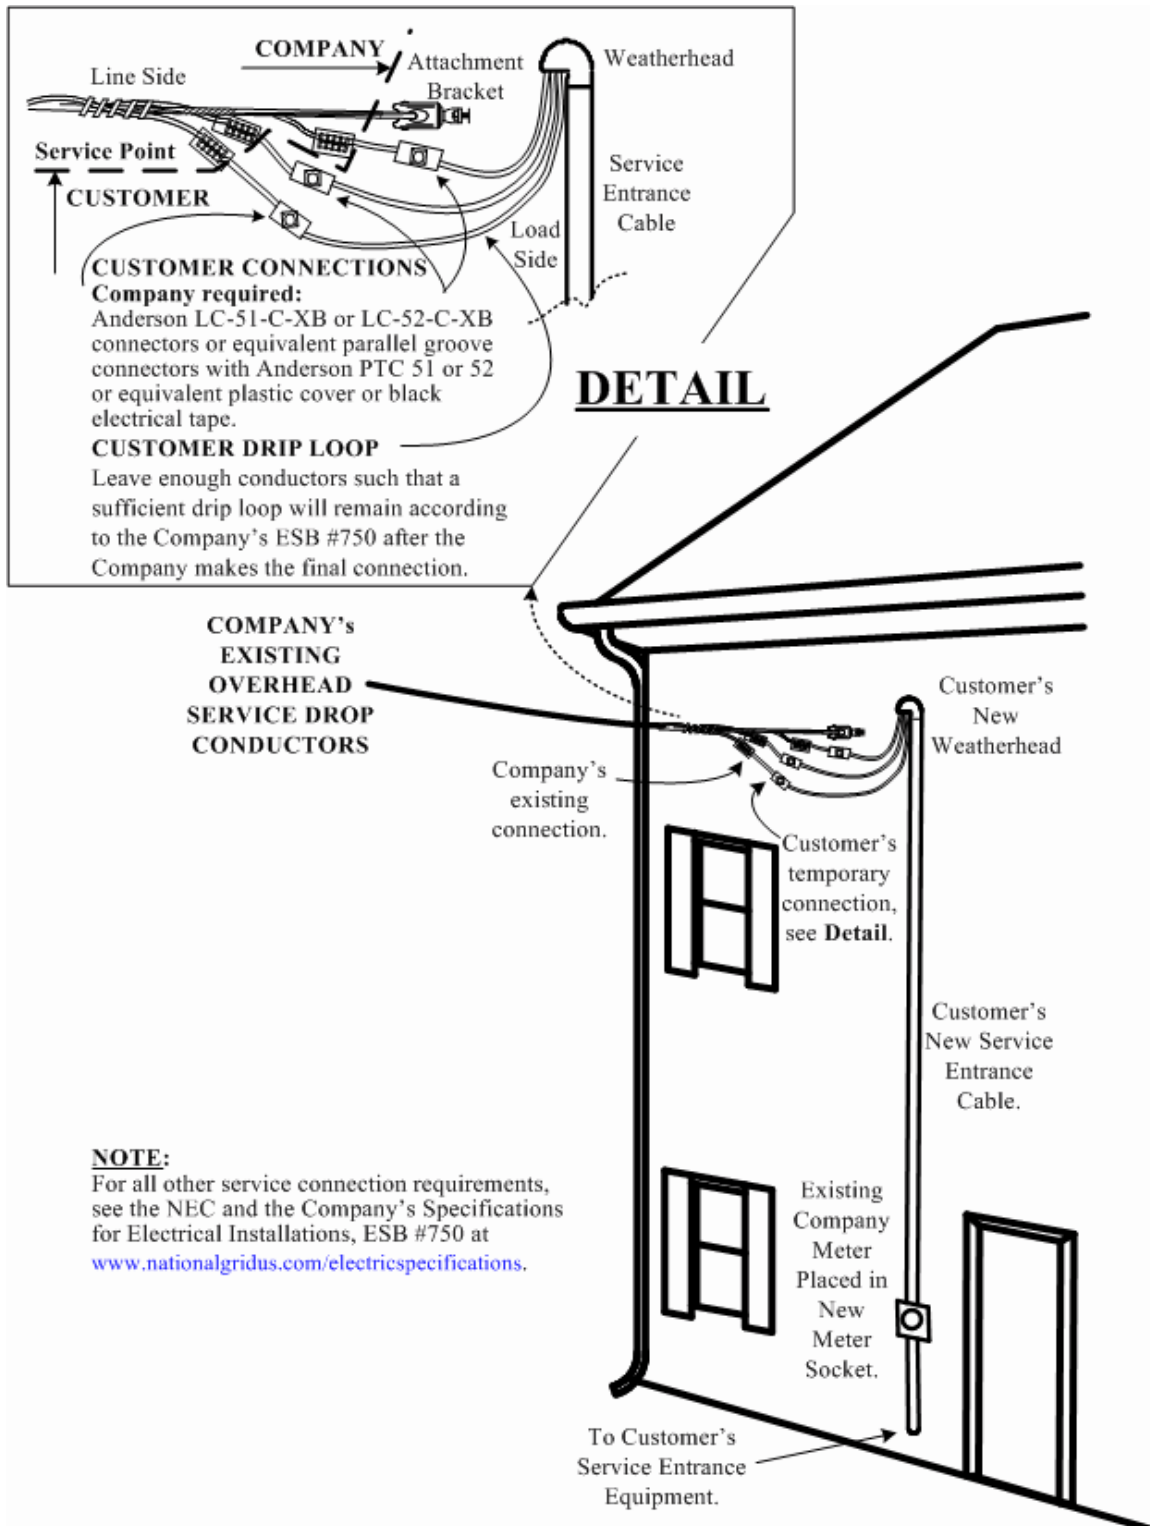 COMPANY
Attachment
Bracket
Weatherhead
Line Side
Service Point
CUSTOMER
Service
Entrance
Cable
Load
Side
CUSTOMER CONNECTIONS
Company required:
Anderson LC-51-C-XB or LC-52-C-XB
connectors or equivalent parallel groove
connectors with Anderson PTC 51 or 52
or equivalent plastic cover or black
electrical tape.
CUSTOMER DRIP LOOP
Leave enough conductors such that a
sufficient drip loop will remain according
to the Company's ESB #750 after the
Company makes the final connection.
DETAIL
COMPANY's
EXISTING
OVERHEAD
SERVICE DROP
CONDUCTORS
Customer's
New
Weatherhead
Company's
existing
connection.
Customer's
temporary
connection,
see Detail.
Customer's
New Service
Entrance
Cable.
NOTE:
For all other service connection requirements,
see the NEC and the Company's Specifications
for Electrical Installations, ESB #750 at
www.nationalgridus.com/electricspecifications.
Existing
Company
Meter
Placed in
New
Meter
Socket.
To Customer's
Service Entrance
Equipment.